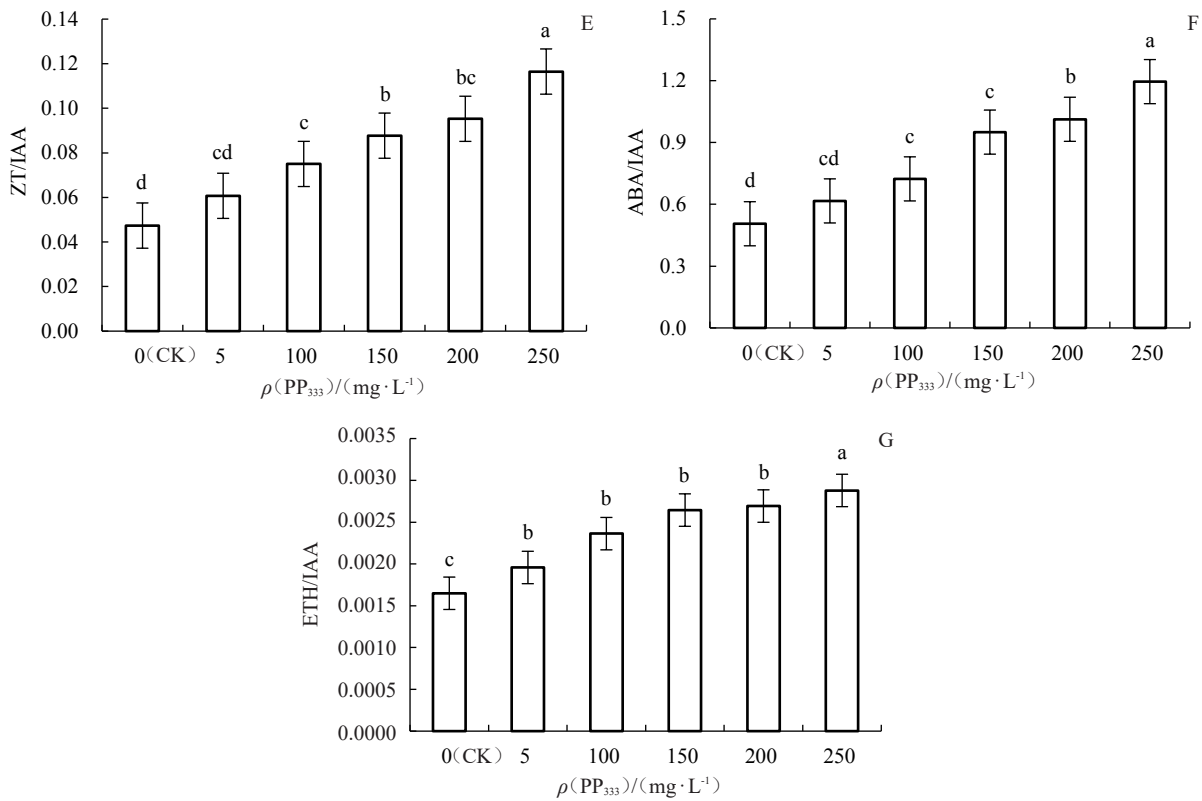 E
ZT/IAA
0.14
0.12
0.10
0.08
0.06
0.04
0.02
0.00
d
cd
c
b
bc
a
0（CK） 5 100 150 200 250
ρ（PP₃₃₃）/（mg·L⁻¹）
F
ABA/IAA
1.5
1.2
0.9
0.6
0.3
0.0
d
cd
c
c
b
a
0（CK） 5 100 150 200 250
ρ（PP₃₃₃）/（mg·L⁻¹）
G
ETH/IAA
0.0035
0.0030
0.0025
0.0020
0.0015
0.0010
0.0005
0.0000
c
b
b
b
b
a
0（CK） 5 100 150 200 250
ρ（PP₃₃₃）/（mg·L⁻¹）